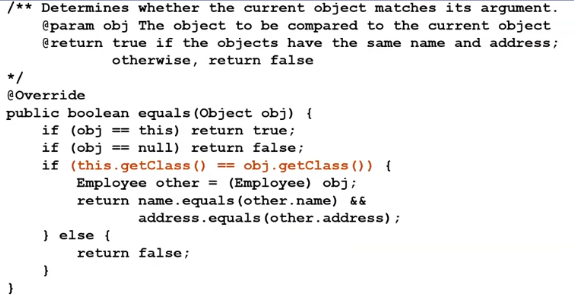 /** Determines whether the current object matches its argument.
    @param obj The object to be compared to the current object
    @return true if the objects have the same name and address;
            otherwise, return false
*/
@Override
public boolean equals(Object obj) {
    if (obj == this) return true;
    if (obj == null) return false;
    if (this.getClass() == obj.getClass()) {
        Employee other = (Employee) obj;
        return name.equals(other.name) &&
               address.equals(other.address);
    } else {
        return false;
    }
}